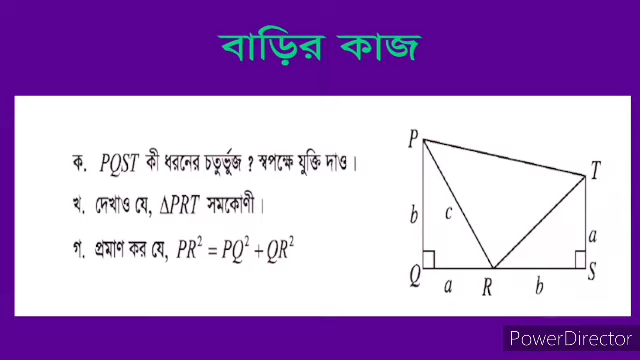 বাড়ির কাজ
ক. PQST কী ধরনের চতুর্ভুজ ? স্বপক্ষে যুক্তি দাও।
খ. দেখাও যে, ΔPRT সমকোণী।
গ. প্রমাণ কর যে, PR² = PQ² + QR²
P
T
b
c
a
Q
a
R
b
S
PowerDirector